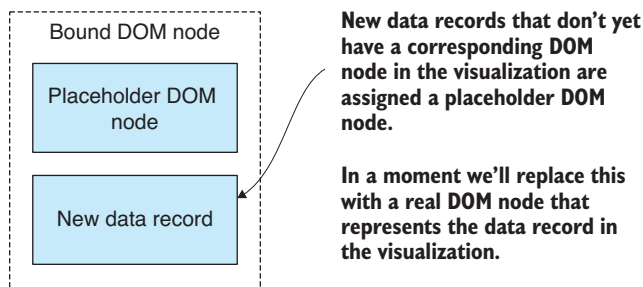 Bound DOM node
Placeholder DOM
node
New data record
New data records that don't yet
have a corresponding DOM
node in the visualization are
assigned a placeholder DOM
node.
In a moment we'll replace this
with a real DOM node that
represents the data record in
the visualization.